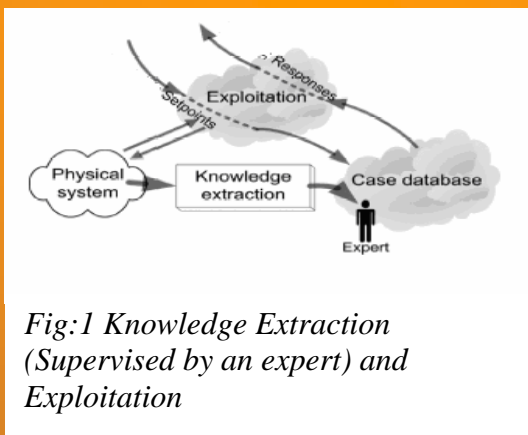 Responses
Exploitation
Setpoints
Physical
system
Knowledge
extraction
Case database
Expert
Fig:1 Knowledge Extraction
(Supervised by an expert) and
Exploitation